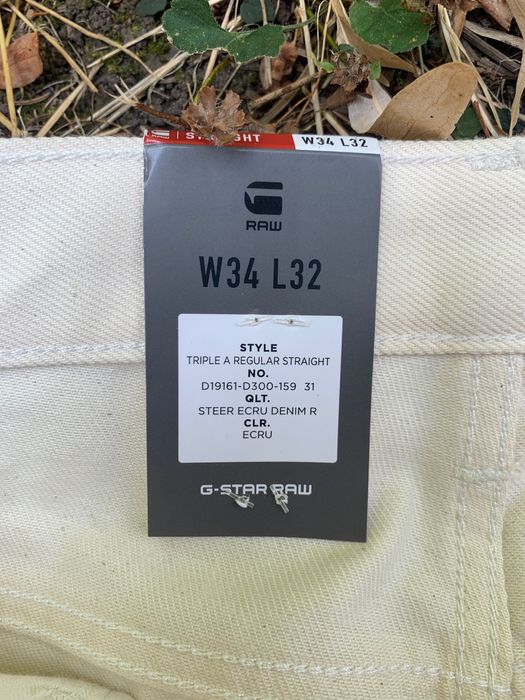 RAW STRAIGHT W34 L32
RAW
W34 L32
STYLE
TRIPLE A REGULAR STRAIGHT
NO.
D19161-D300-159 31
QLT.
STEER ECRU DENIM R
CLR.
ECRU
G-STAR RAW